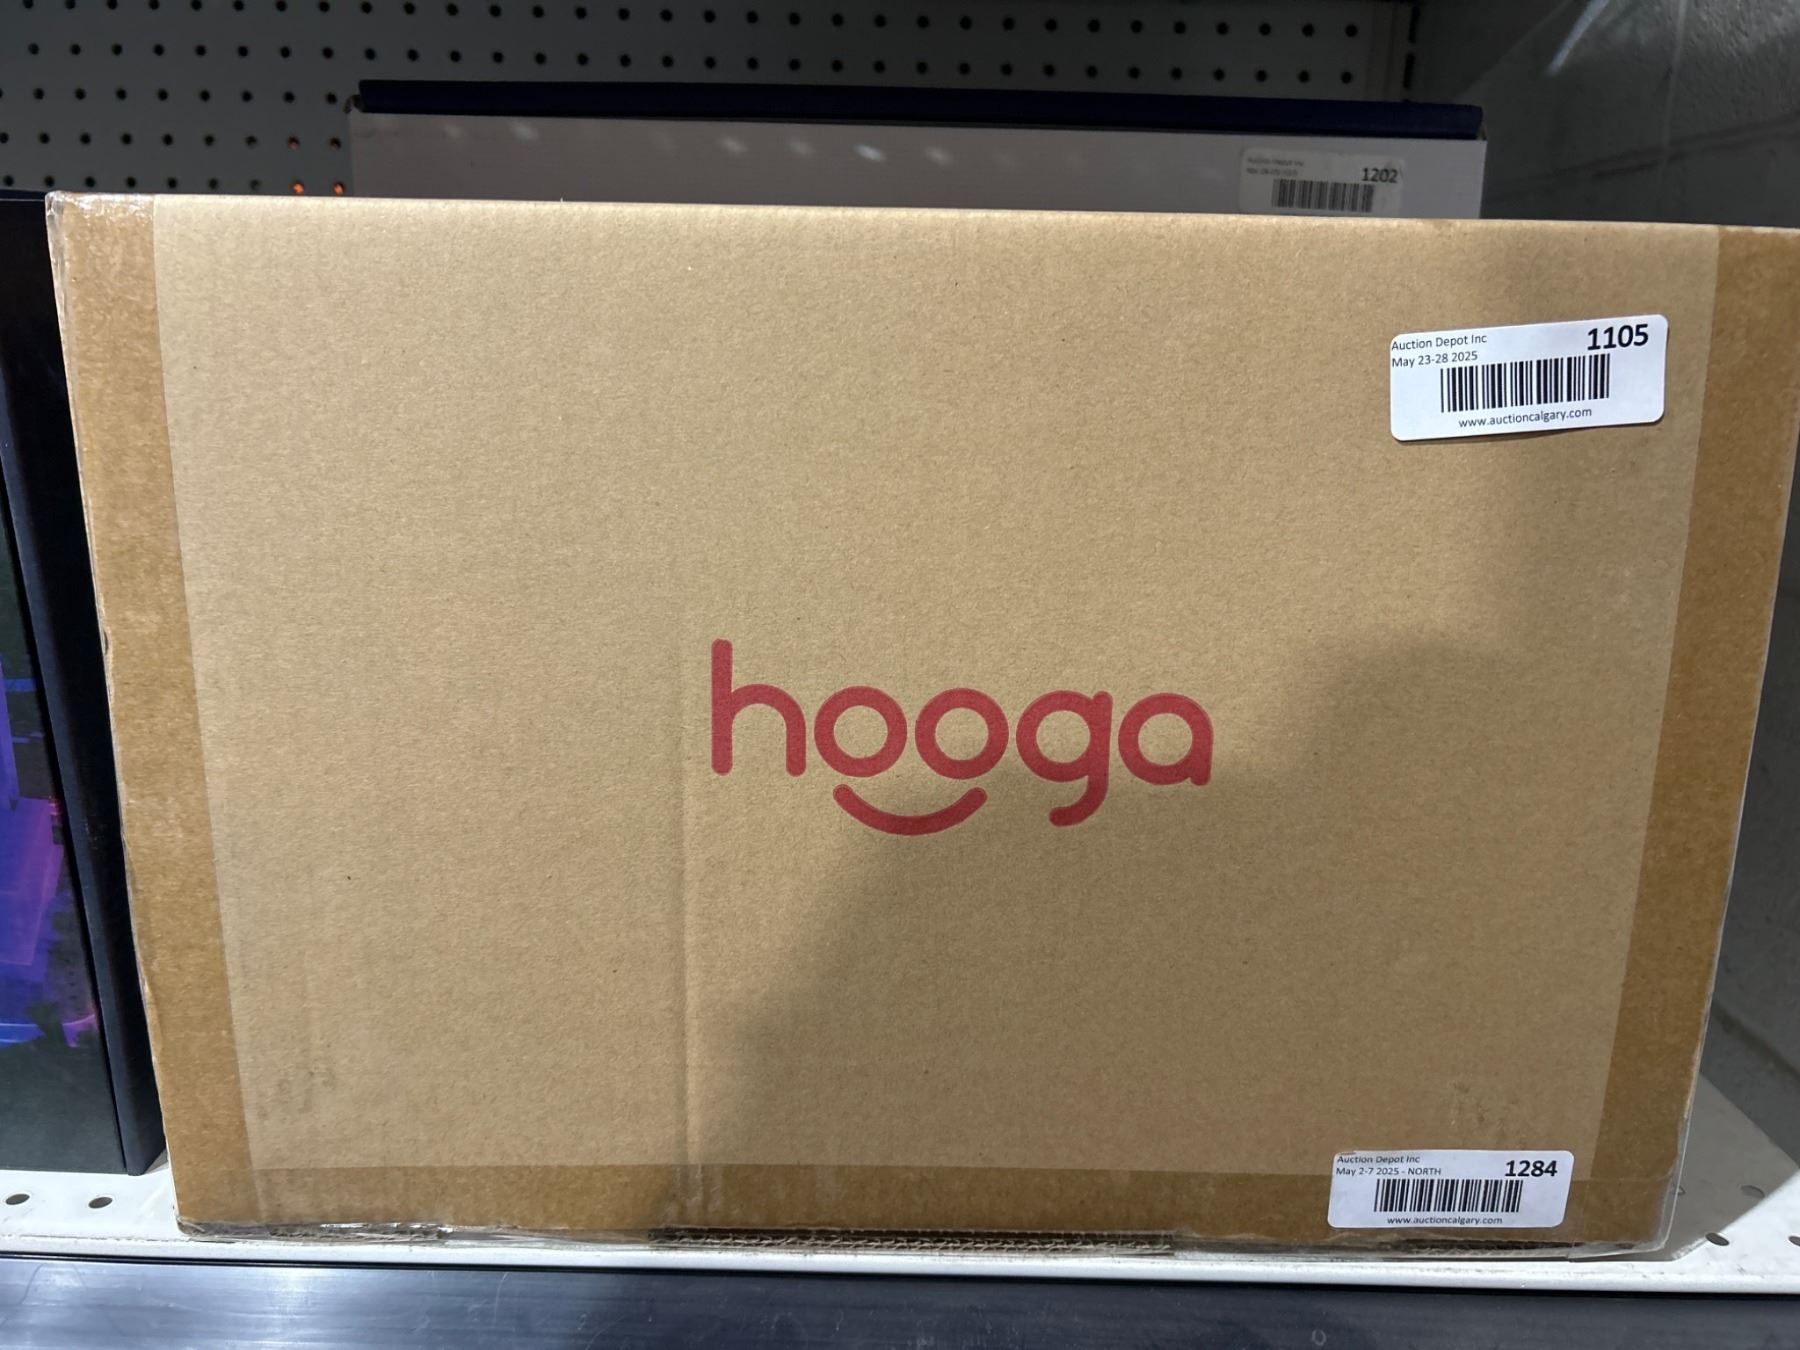 1202
Auction Depot Inc
1105
May 23-28 2025
www.auctioncalgary.com
hooga
Auction Depot Inc
May 2-7 2025 - NORTH
1284
www.auctioncalgary.com